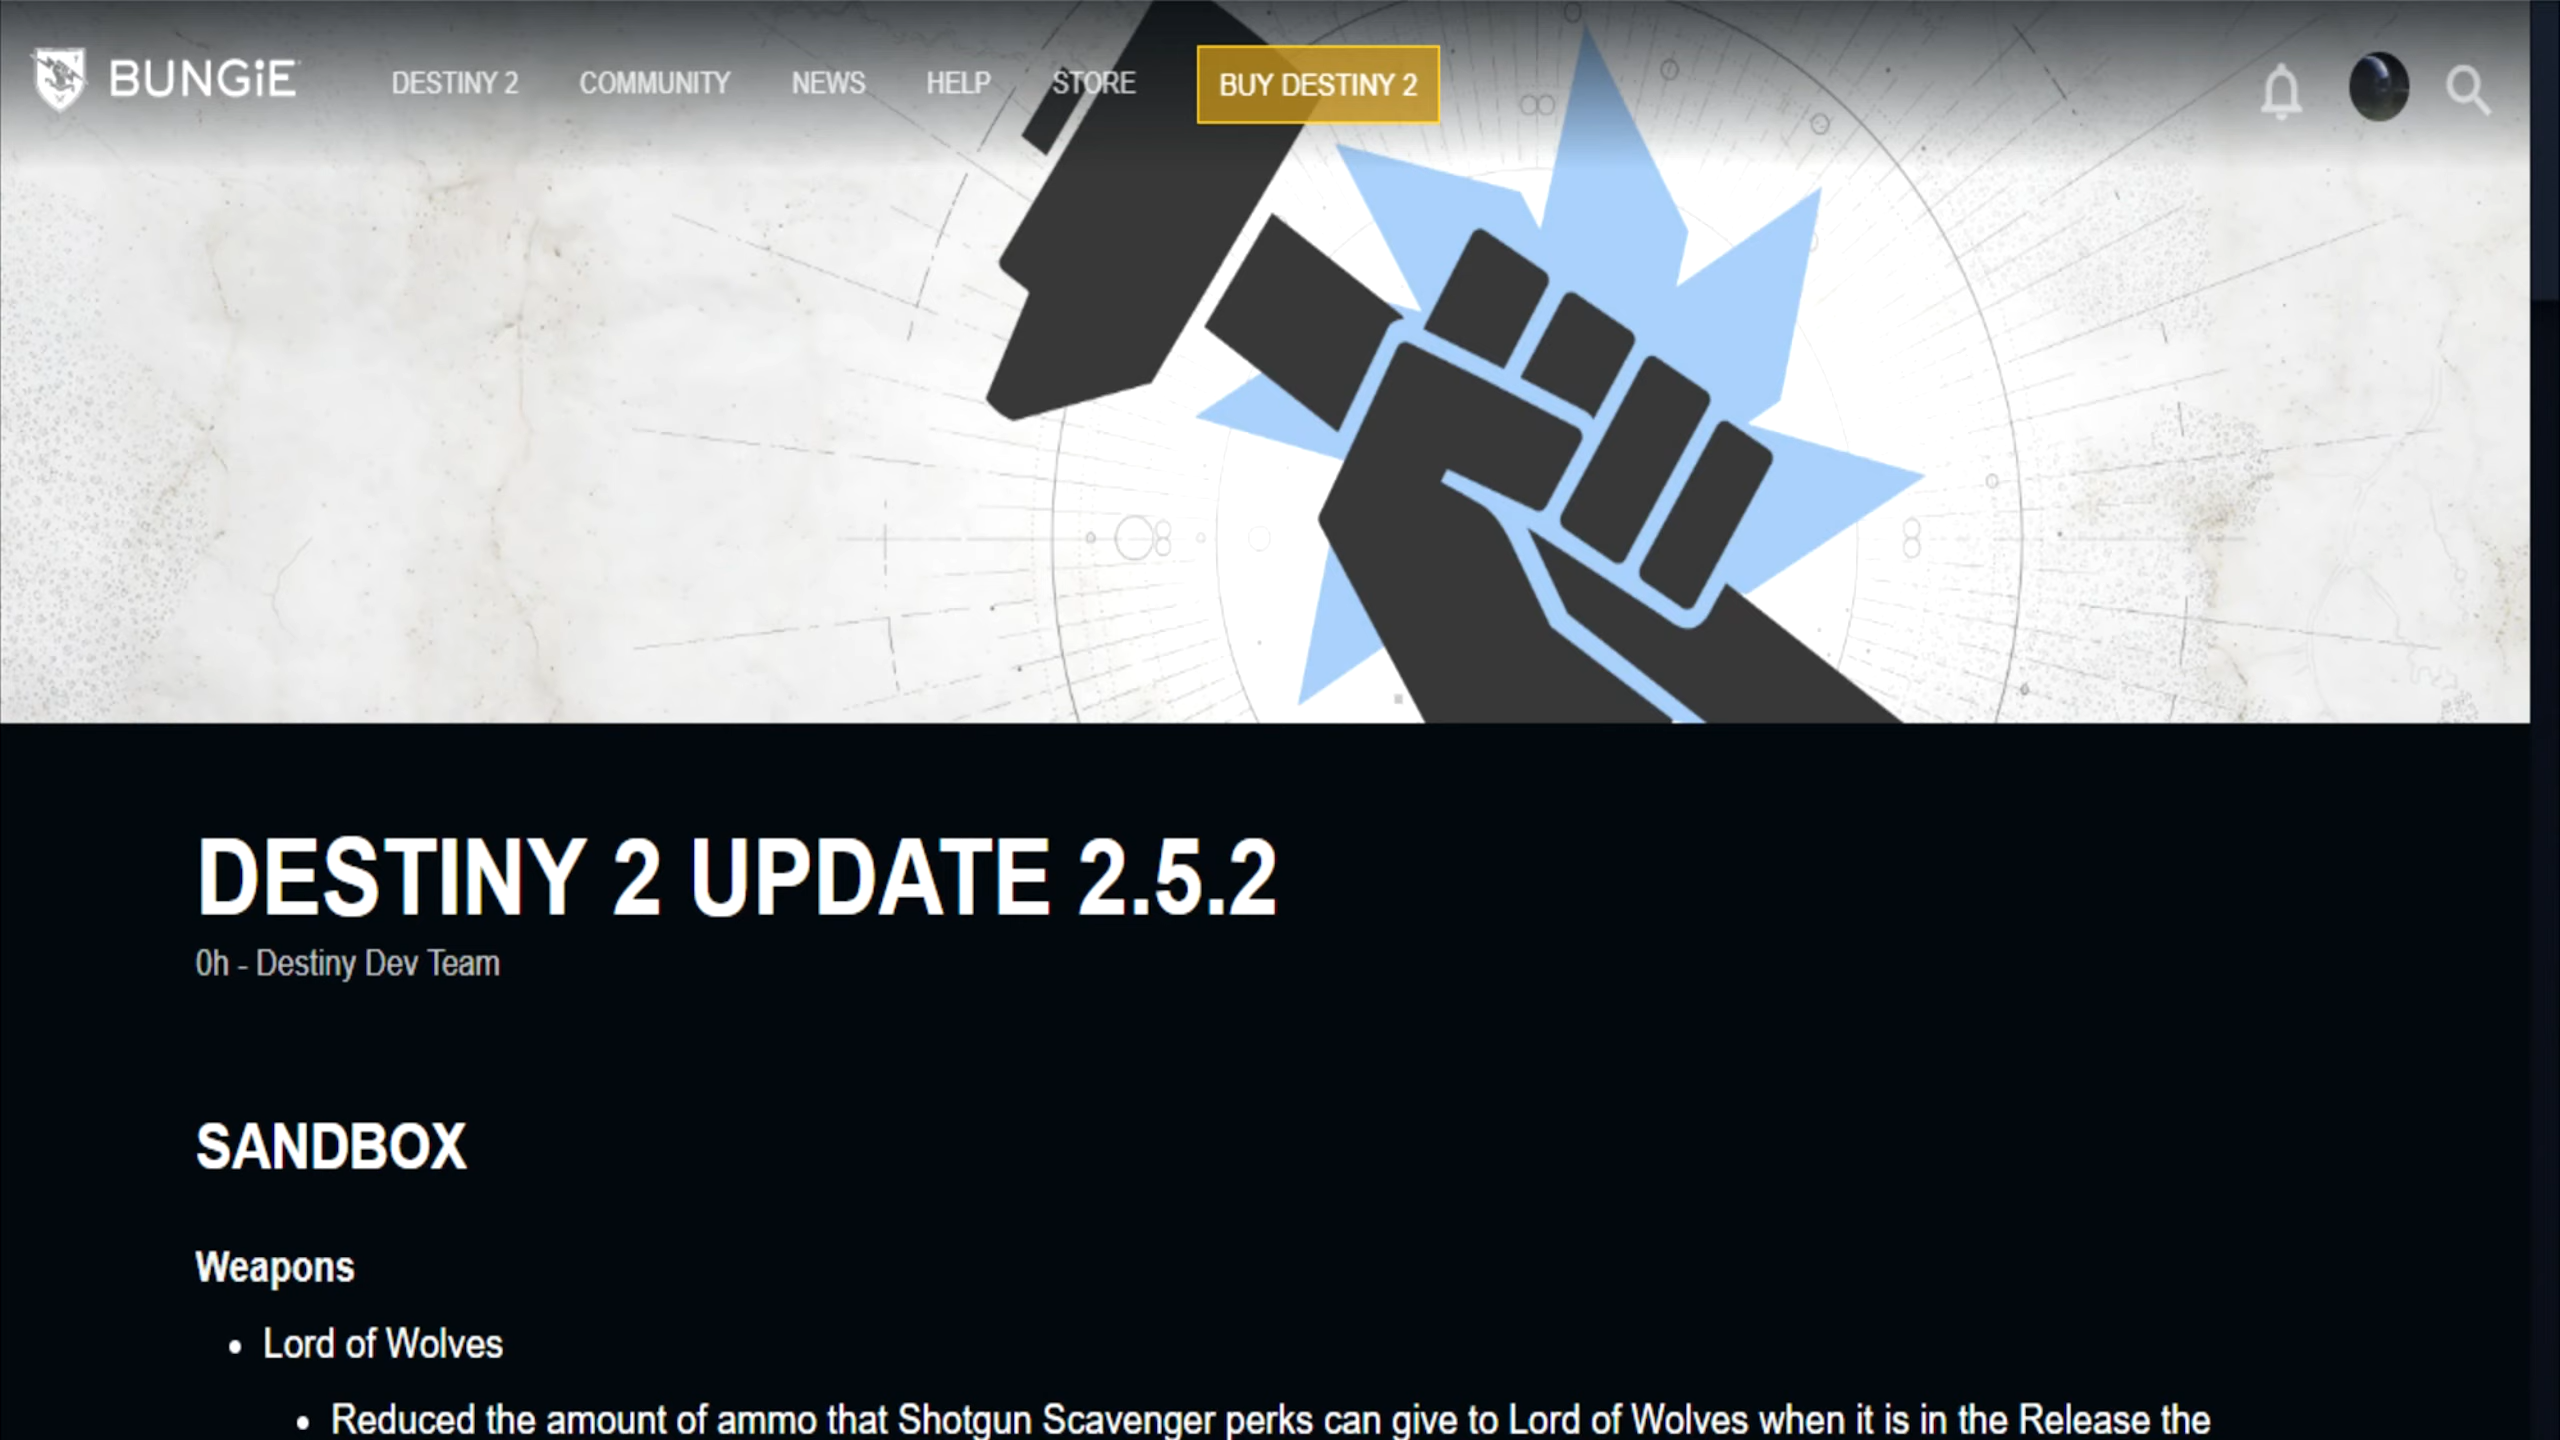 BUNGiE
DESTINY 2 COMMUNITY NEWS HELP STORE BUY DESTINY 2
DESTINY 2 UPDATE 2.5.2
0h - Destiny Dev Team
SANDBOX
Weapons
• Lord of Wolves
• Reduced the amount of ammo that Shotgun Scavenger perks can give to Lord of Wolves when it is in the Release the